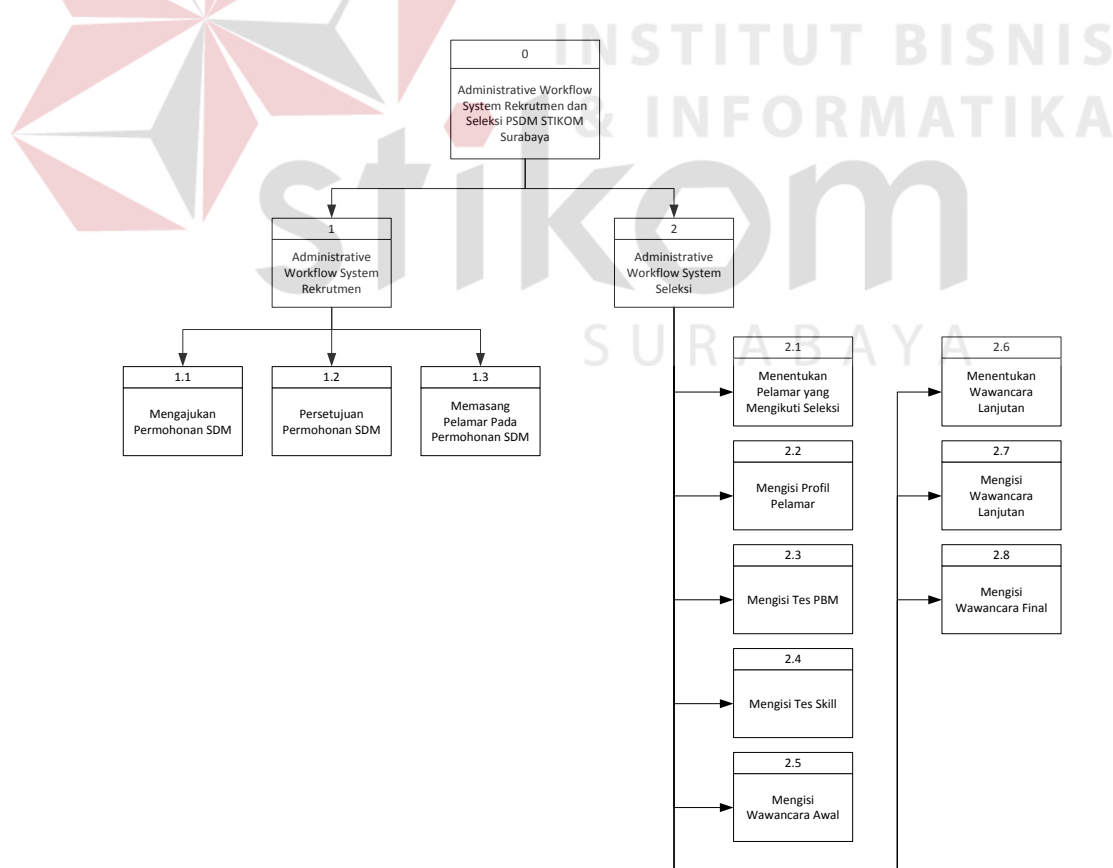 INSTITUT BISNIS
& INFORMATIKA
stikom
SURABAYA
0
Administrative Workflow
System Rekrutmen dan
Seleksi PSDM STIKOM
Surabaya
1
Administrative
Workflow System
Rekrutmen
2
Administrative
Workflow System
Seleksi
1.1
Mengajukan
Permohonan SDM
1.2
Persetujuan
Permohonan SDM
1.3
Memasang
Pelamar Pada
Permohonan SDM
2.1
Menentukan
Pelamar yang
Mengikuti Seleksi
2.2
Mengisi Profil
Pelamar
2.3
Mengisi Tes PBM
2.4
Mengisi Tes Skill
2.5
Mengisi
Wawancara Awal
2.6
Menentukan
Wawancara
Lanjutan
2.7
Mengisi
Wawancara
Lanjutan
2.8
Mengisi
Wawancara Final